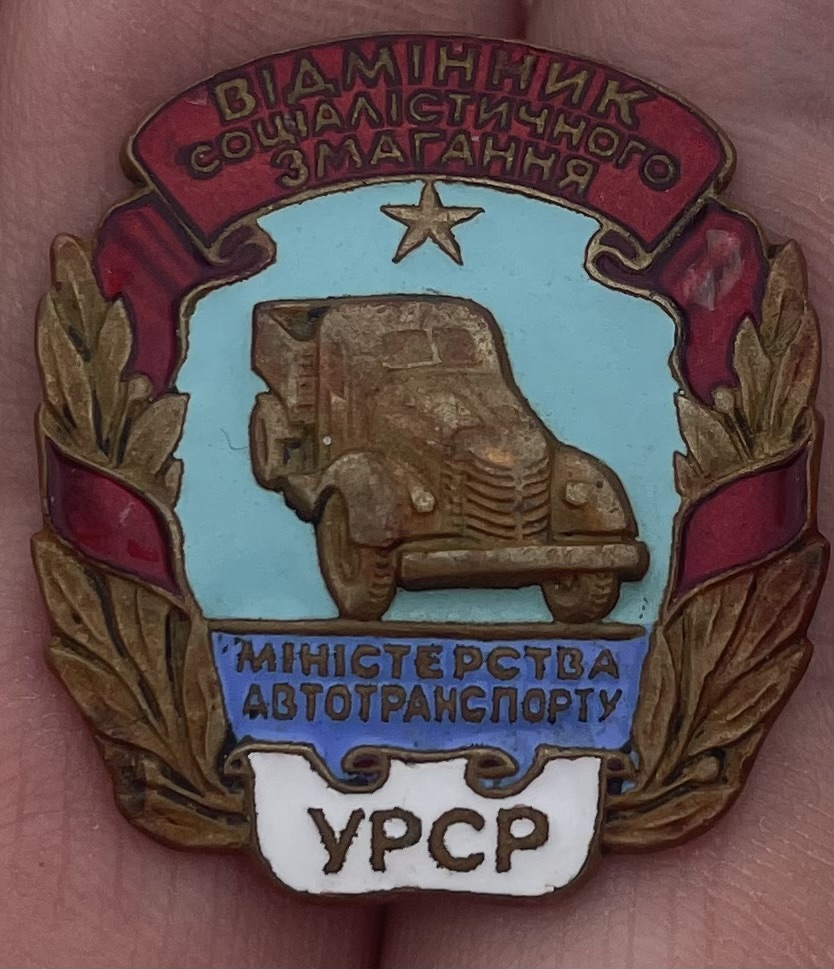 ВІДМІННИК
СОЦІАЛІСТИЧНОГО
ЗМАГАННЯ
МІНІСТЕРСТВА
АВТОТРАНСПОРТУ
УРСР